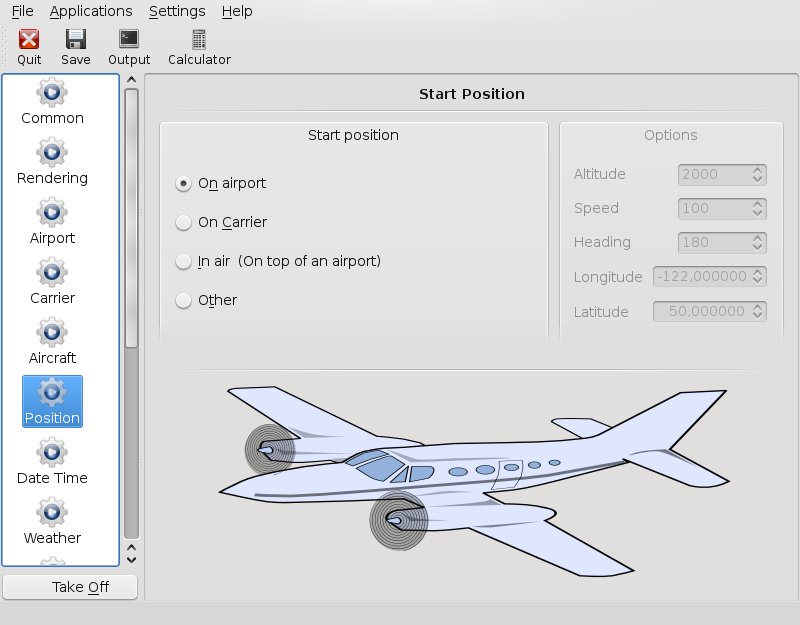 File Applications Settings Help
Quit Save Output Calculator
Common
Rendering
Airport
Carrier
Aircraft
Position
Date Time
Weather
Take Off
Start Position
Start position
On airport
On Carrier
In air (On top of an airport)
Other
Options
Altitude 2000
Speed 100
Heading 180
Longitude -122,000000
Latitude 50,000000